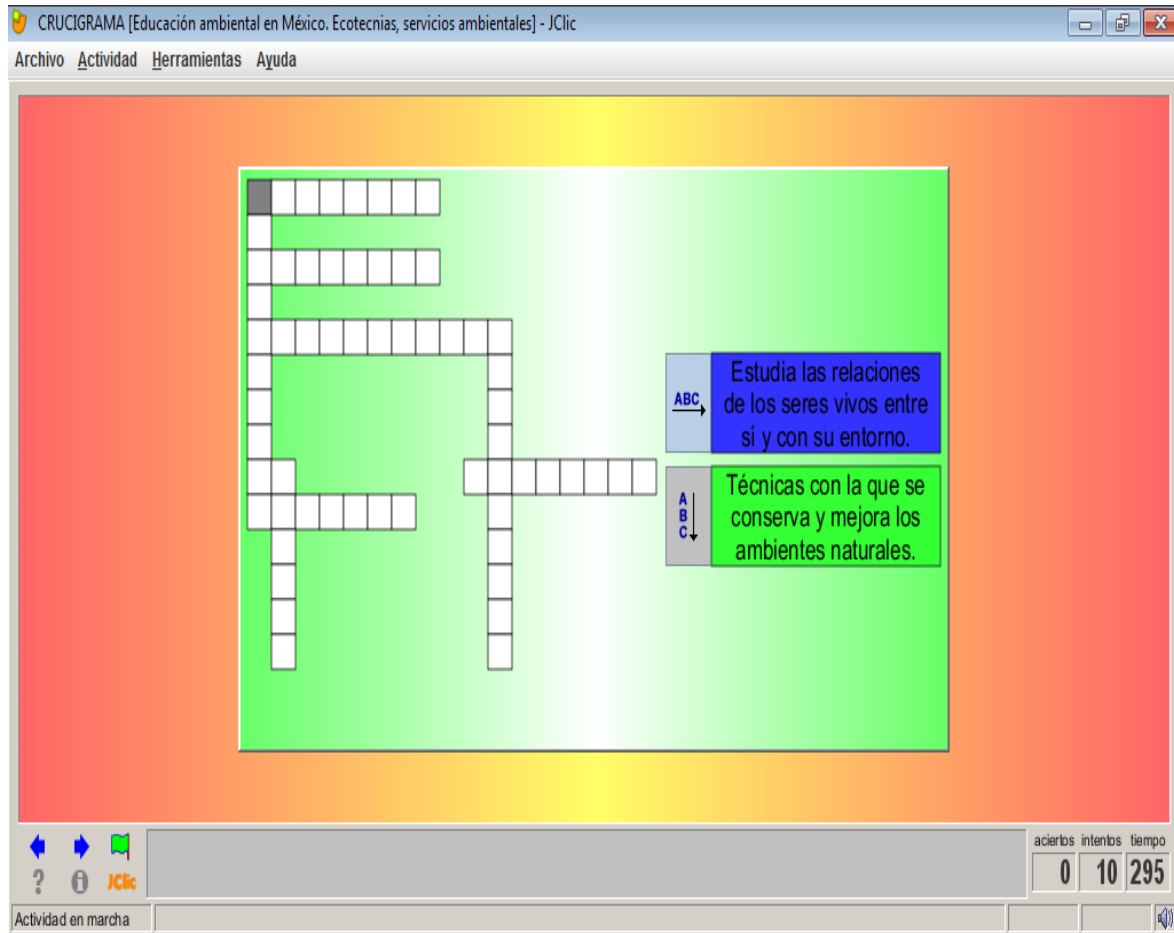 CRUCIGRAMA [Educación ambiental en México. Ecotecnias, servicios ambientales] - JClic
Archivo Actividad Herramientas Ayuda
ABC
Estudia las relaciones
de los seres vivos entre
sí y con su entorno.
A
B
C
Técnicas con la que se
conserva y mejora los
ambientes naturales.
aciertos intentos tiempo
0 10 295
JClic
Actividad en marcha